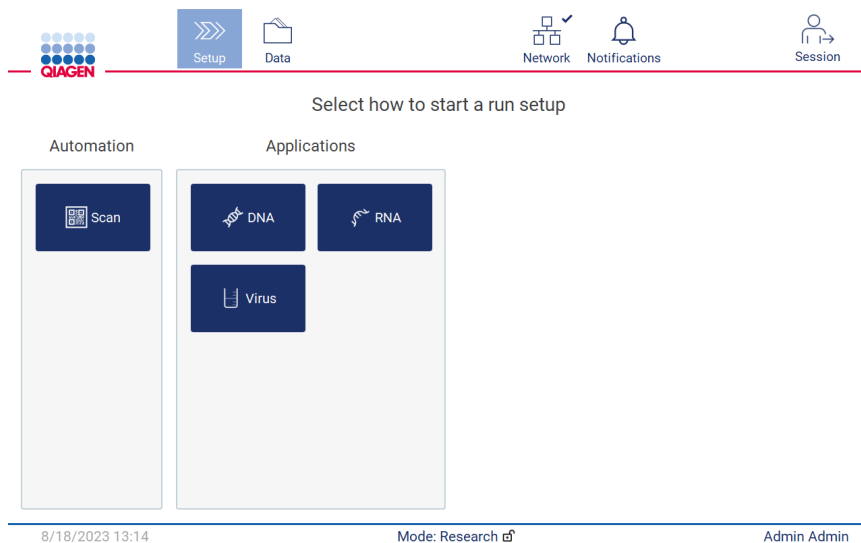 QIAGEN
Setup
Data
Network
Notifications
Session
Select how to start a run setup
Automation
Applications
Scan
DNA
RNA
Virus
8/18/2023 13:14
Mode: Research
Admin Admin